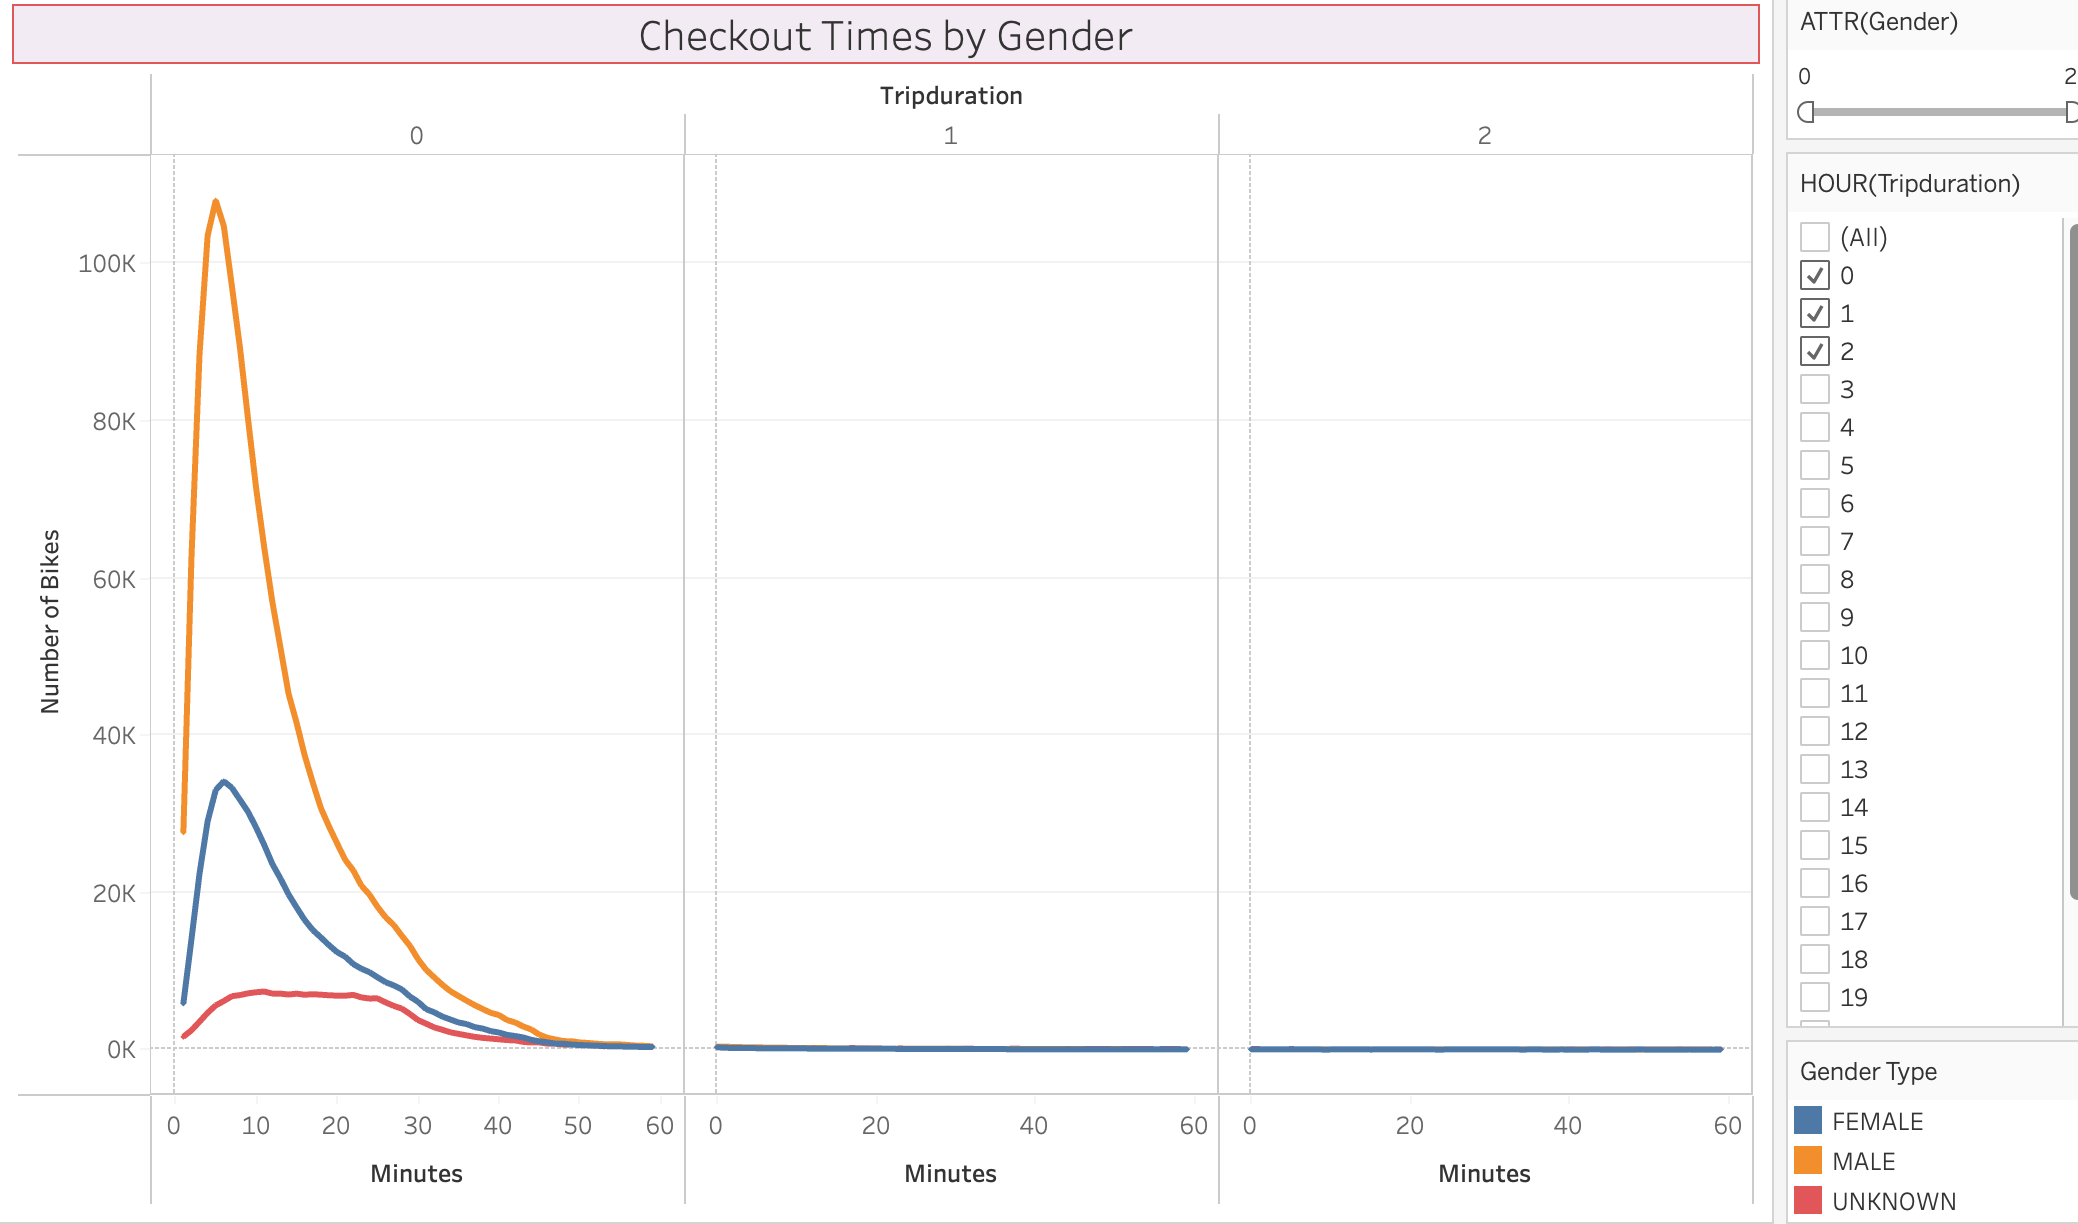 Checkout Times by Gender
Tripduration
0 1 2
Number of Bikes
100K
80K
60K
40K
20K
0K
0 10 20 30 40 50 60 0 20 40 60 0 20 40 60
Minutes Minutes Minutes
ATTR(Gender)
0 2
HOUR(Tripduration)
(All)
0
1
2
3
4
5
6
7
8
9
10
11
12
13
14
15
16
17
18
19
Gender Type
FEMALE
MALE
UNKNOWN